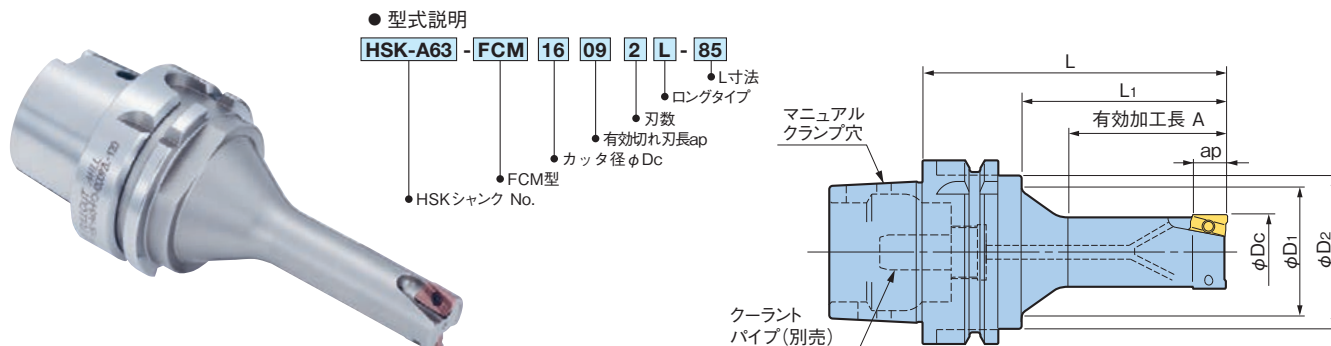 ● 型式説明
HSK-A63 - FCM 16 09 2 L - 85
L寸法
ロングタイプ
刃数
有効切れ刃長ap
カッタ径φDc
FCM型
HSKシャンク No.
L
L1
有効加工長 A
ap
マニュアル
クランプ穴
φDc
φD1
φD2
クーラント
パイプ(別売)